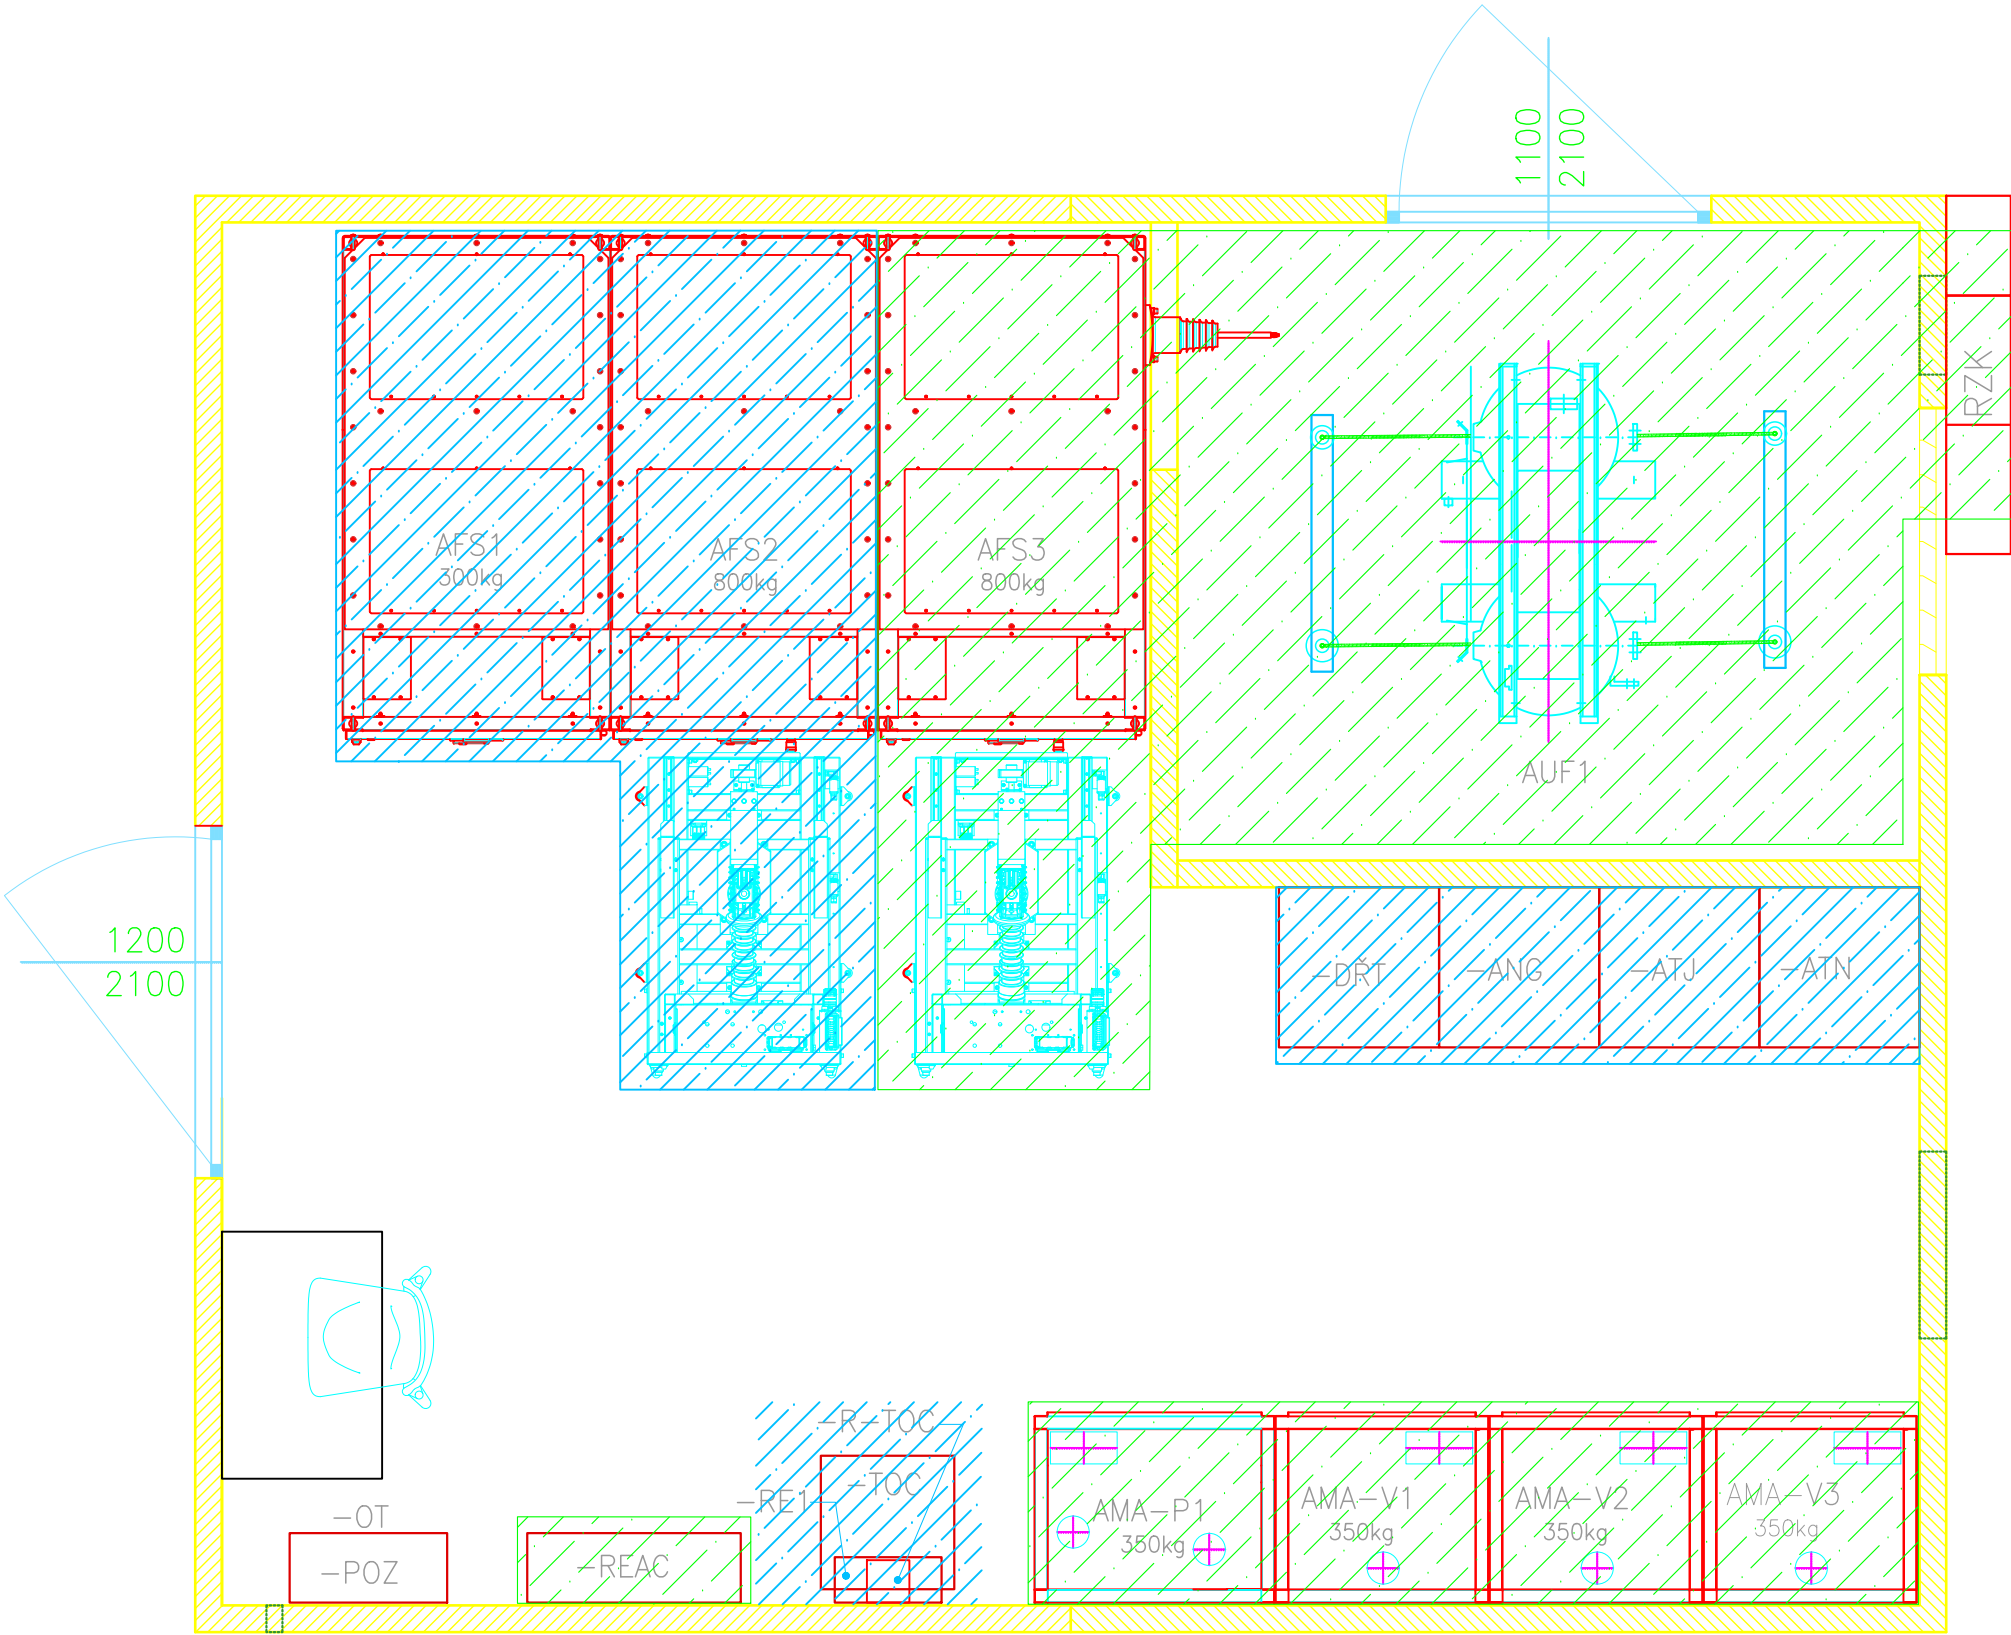 1100
2100
RZK
AFS1
300kg
AFS2
800kg
AFS3
800kg
AUF1
1200
2100
-DŘT
-ANG
-ATJ
-ATN
-R-TOC
-TOC
-RE1
-OT
-POZ
-REAC
AMA-P1
350kg
AMA-V1
350kg
AMA-V2
350kg
AMA-V3
350kg